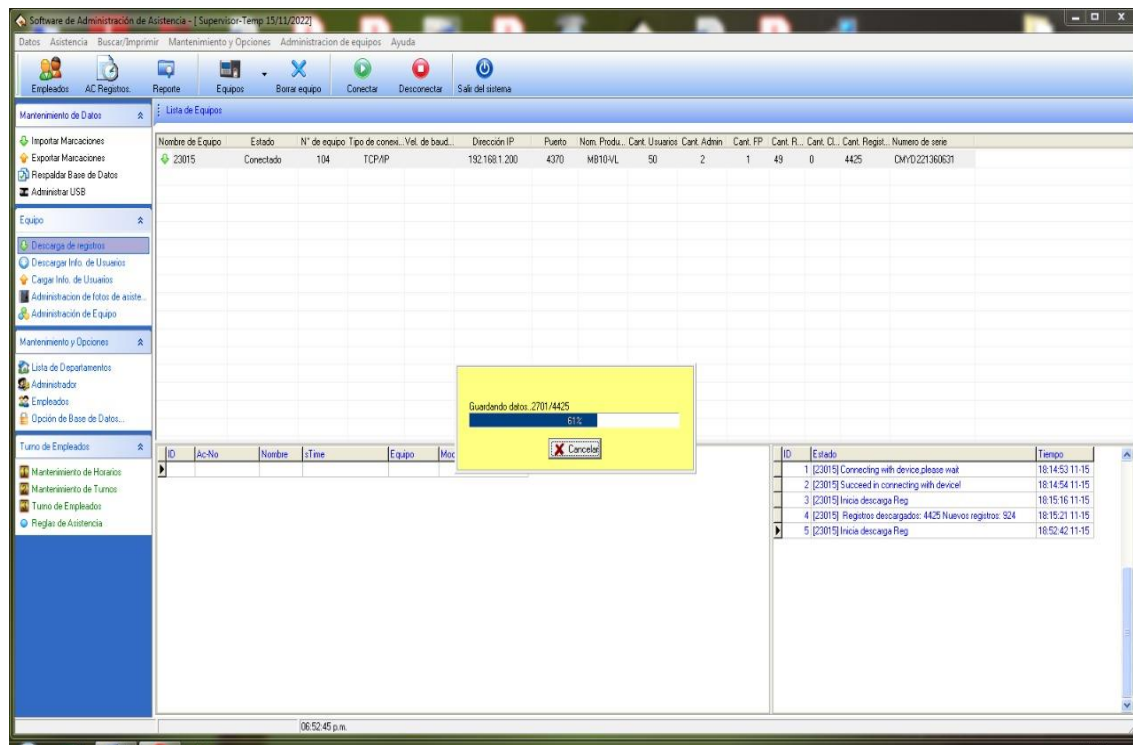 Software de Administración de Asistencia - [ Supervisor-Temp 15/11/2022]
Datos Asistencia Buscar/Imprimir Mantenimiento y Opciones Administracion de equipos Ayuda
Empleados AC Registros. Reporte Equipos Borrar equipo Conectar Desconectar Salir del sistema
Mantenimiento de Datos
Importar Marcaciones
Exportar Marcaciones
Respaldar Base de Datos
Administrar USB
Equipo
Descarga de registros
Descargar Info. de Usuarios
Cargar Info. de Usuarios
Administracion de fotos de asiste...
Administración de Equipo
Mantenimiento y Opciones
Lista de Departamentos
Administrador
Empleados
Opción de Base de Datos...
Turno de Empleados
Mantenimiento de Horarios
Mantenimiento de Turnos
Turno de Empleados
Reglas de Asistencia
Lista de Equipos
Nombre de Equipo Estado N° de equipo Tipo de conexi... Vel. de baud... Dirección IP Puerto Nom. Produ... Cant. Usuarios Cant. Admin Cant. FP Cant. R... Cant. Cl... Cant. Regist... Numero de serie
23015 Conectado 104 TCP/IP 192.168.1.200 4370 MB10-VL 50 2 1 49 0 4425 CMYD221360631
Guardando datos..2701/4425
61%
Cancelar
ID Ac-No Nombre sTime Equipo Moc
ID Estado Tiempo
1 [23015] Connecting with device,please wait 18:14:53 11-15
2 [23015] Succeed in connecting with device! 18:14:54 11-15
3 [23015] Inicia descarga Reg 18:15:16 11-15
4 [23015] Registros descargados: 4425 Nuevos registros: 924 18:15:21 11-15
5 [23015] Inicia descarga Reg 18:52:42 11-15
06:52:45 p.m.